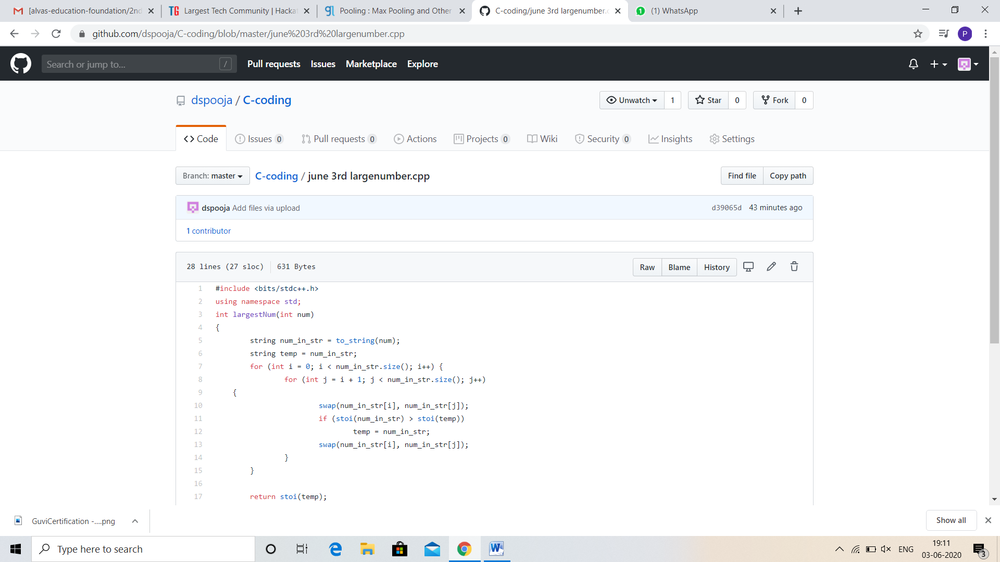 [alvas-education-foundation/2nd
Largest Tech Community | Hacka
Pooling : Max Pooling and Other
C-coding/june 3rd largenumber.c
(1) WhatsApp
github.com/dspooja/C-coding/blob/master/june%203rd%20largenumber.cpp
P
Search or jump to...
/
Pull requests
Issues
Marketplace
Explore
dspooja / C-coding
Unwatch 1
Star 0
Fork 0
Code
Issues 0
Pull requests 0
Actions
Projects 0
Wiki
Security 0
Insights
Settings
Branch: master
C-coding / june 3rd largenumber.cpp
Find file
Copy path
dspooja Add files via upload
d39065d 43 minutes ago
1 contributor
28 lines (27 sloc) 631 Bytes
Raw
Blame
History
1 #include <bits/stdc++.h>
2 using namespace std;
3 int largestNum(int num)
4 {
5 string num_in_str = to_string(num);
6 string temp = num_in_str;
7 for (int i = 0; i < num_in_str.size(); i++) {
8 for (int j = i + 1; j < num_in_str.size(); j++)
9 {
10 swap(num_in_str[i], num_in_str[j]);
11 if (stoi(num_in_str) > stoi(temp))
12 temp = num_in_str;
13 swap(num_in_str[i], num_in_str[j]);
14 }
15 }
16
17 return stoi(temp);
GuviCertification -....png
Show all
Type here to search
ENG
19:11
03-06-2020
3